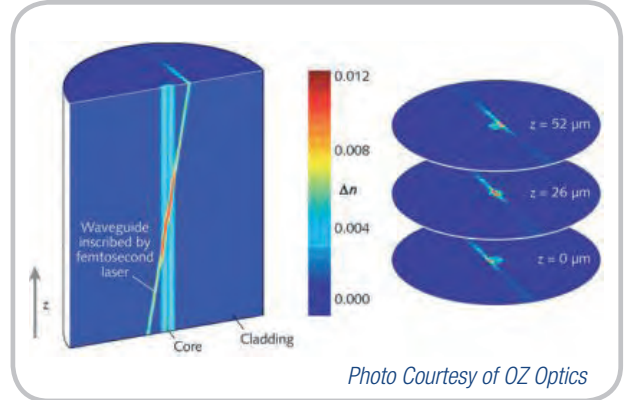 0.012
0.008
Δn
0.004
0.000
Waveguide
inscribed by
femtosecond
laser
z
Core
Cladding
z = 52 μm
z = 26 μm
z = 0 μm
Photo Courtesy of OZ Optics